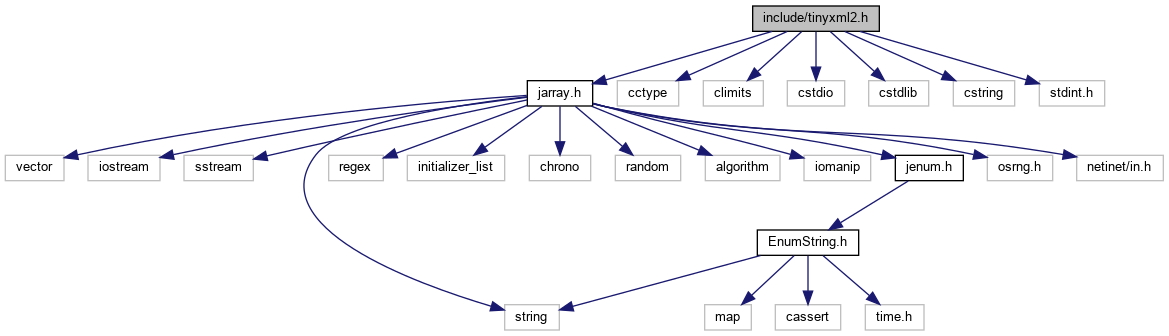 include/tinyxml2.h
jarray.h
cctype
climits
cstdio
cstdlib
cstring
stdint.h
vector
iostream
sstream
regex
initializer_list
chrono
random
algorithm
iomanip
jenum.h
osrng.h
netinet/in.h
EnumString.h
string
map
cassert
time.h